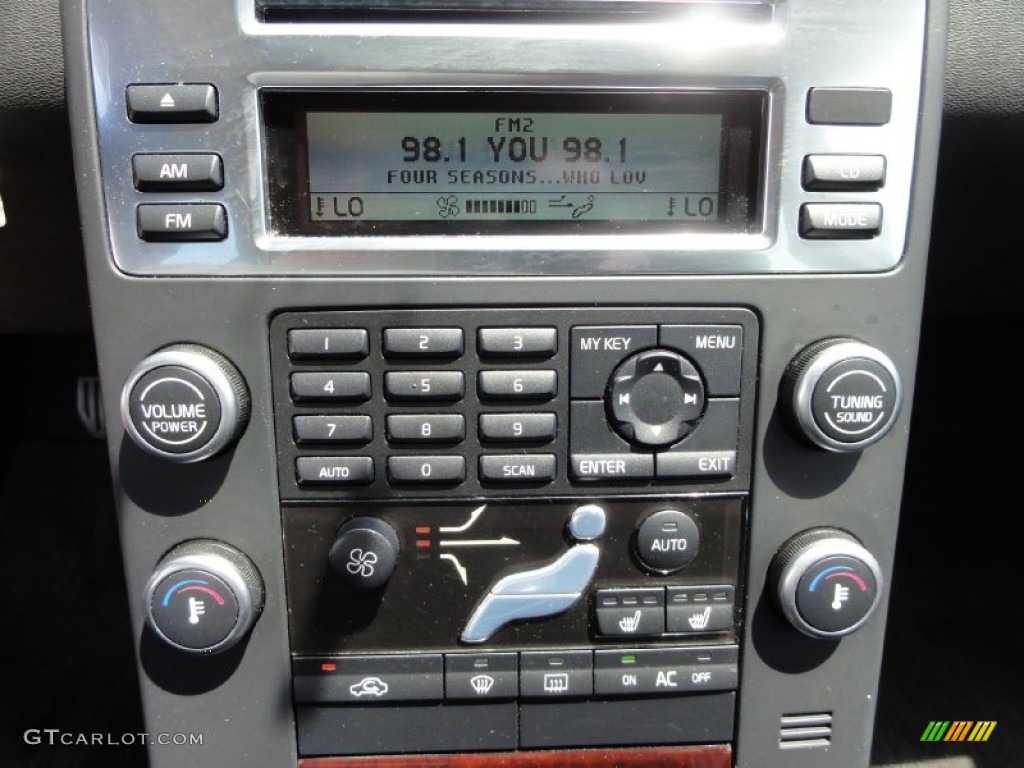 FM2
98.1 YOU 98.1
FOUR SEASONS...WHO LOV
LO
LO
AM
FM
CD
MODE
1 2 3
4 5 6
7 8 9
AUTO 0 SCAN
MY KEY MENU
ENTER EXIT
VOLUME
POWER
TUNING
SOUND
AUTO
ON AC OFF
GTCARLOT.COM